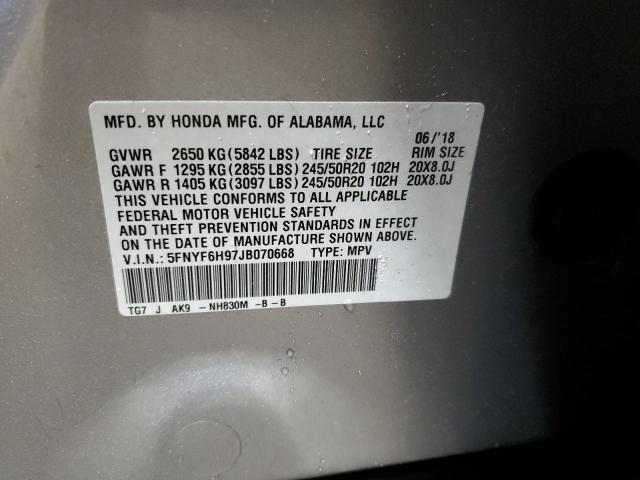 MFD. BY HONDA MFG. OF ALABAMA, LLC
06/'18
GVWR 2650 KG (5842 LBS) TIRE SIZE RIM SIZE
GAWR F 1295 KG (2855 LBS) 245/50R20 102H 20X8.0J
GAWR R 1405 KG (3097 LBS) 245/50R20 102H 20X8.0J
THIS VEHICLE CONFORMS TO ALL APPLICABLE
FEDERAL MOTOR VEHICLE SAFETY
AND THEFT PREVENTION STANDARDS IN EFFECT
ON THE DATE OF MANUFACTURE SHOWN ABOVE.
V.I.N.: 5FNYF6H97JB070668 TYPE: MPV
TG7 J AK9 -NH830M -B-B